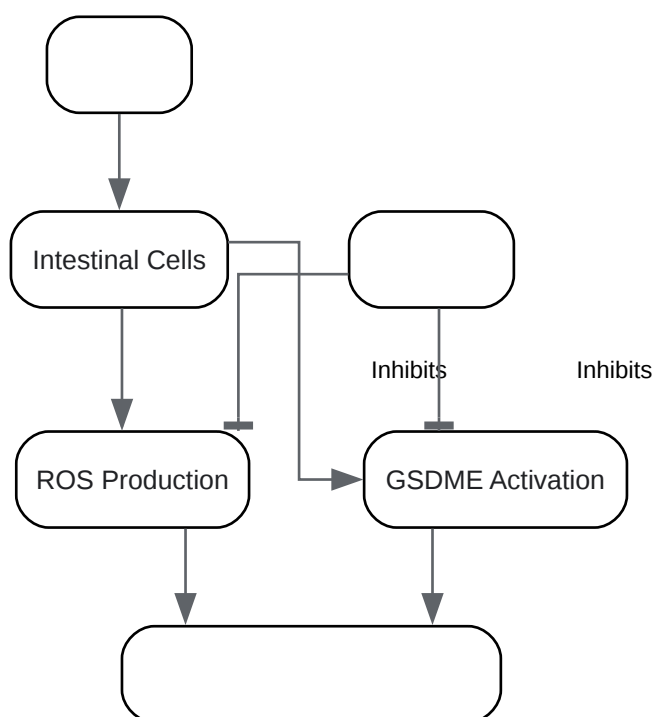 Intestinal Cells
Inhibits
Inhibits
ROS Production
GSDME Activation